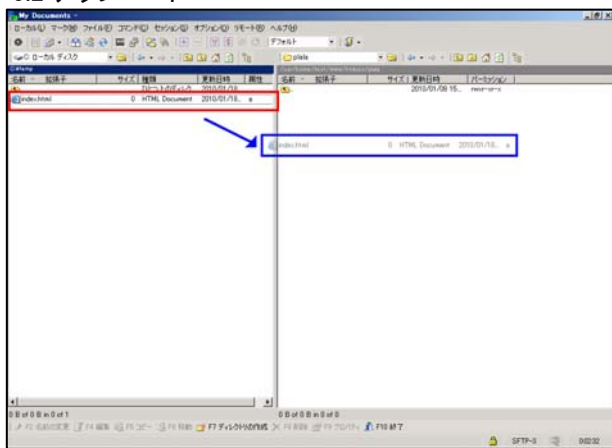 My Documents -
ローカル(L) マーク(M) ファイル(F) コマンド(C) セッション(S) オプション(O) リモート(R) ヘルプ(H)
デフォルト
C: ローカル ディスク
plala
C:¥temp
名前 拡張子 サイズ 種類 更新日時 属性
名前 拡張子 サイズ 更新日時 パーミッション
2010/01/08 15... rwxr-xr-x
index.html 0 HTML Document 2010/01/18... a
index.html 0 HTML Document 2010/01/18... a
0 B of 0 B in 0 of 1
0 B of 0 B in 0 of 0
F2 名前の変更 F4 編集 F5 コピー F6 移動 F7 ディレクトリの作成 F8 削除 F9 プロパティ F10 終了
SFTP-3 0:02:32